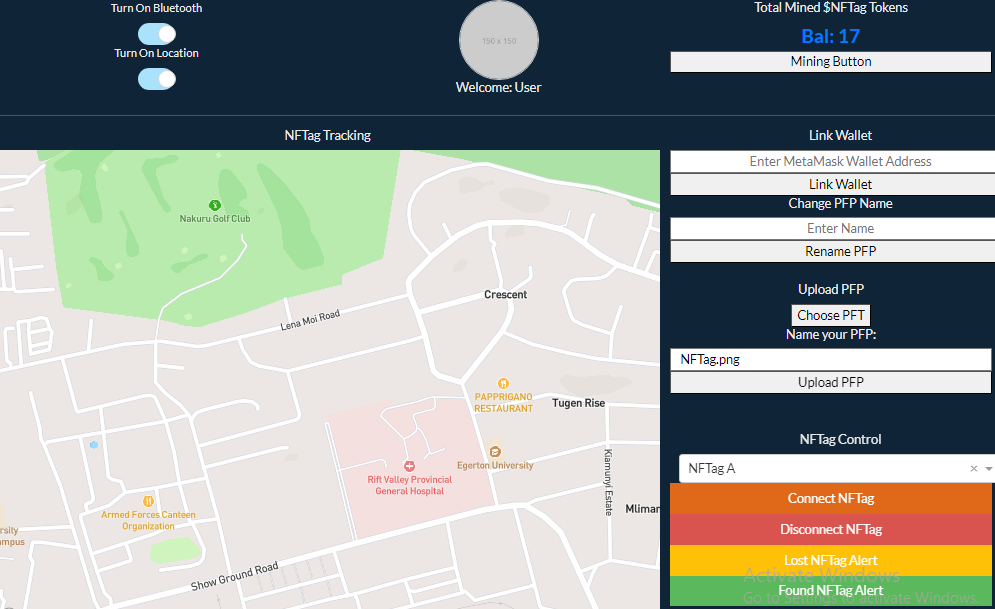 Turn On Bluetooth
Turn On Location
150 x 150
Welcome: User
Total Mined $NFTag Tokens
Bal: 17
Mining Button
NFTag Tracking
Nakuru Golf Club
Crescent
Lena Moi Road
PAPPRIGANO
RESTAURANT
Tugen Rise
Egerton University
Rift Valley Provincial
General Hospital
Kiamunyi Estate
Armed Forces Canteen
Organization
rsity
ampus
Mlimar
Show Ground Road
Link Wallet
Enter MetaMask Wallet Address
Link Wallet
Change PFP Name
Enter Name
Rename PFP
Upload PFP
Choose PFT
Name your PFP:
NFTag.png
Upload PFP
NFTag Control
NFTag A
Connect NFTag
Disconnect NFTag
Lost NFTag Alert
Activate Windows
Found NFTag Alert
Go to Settings to activate Windows.